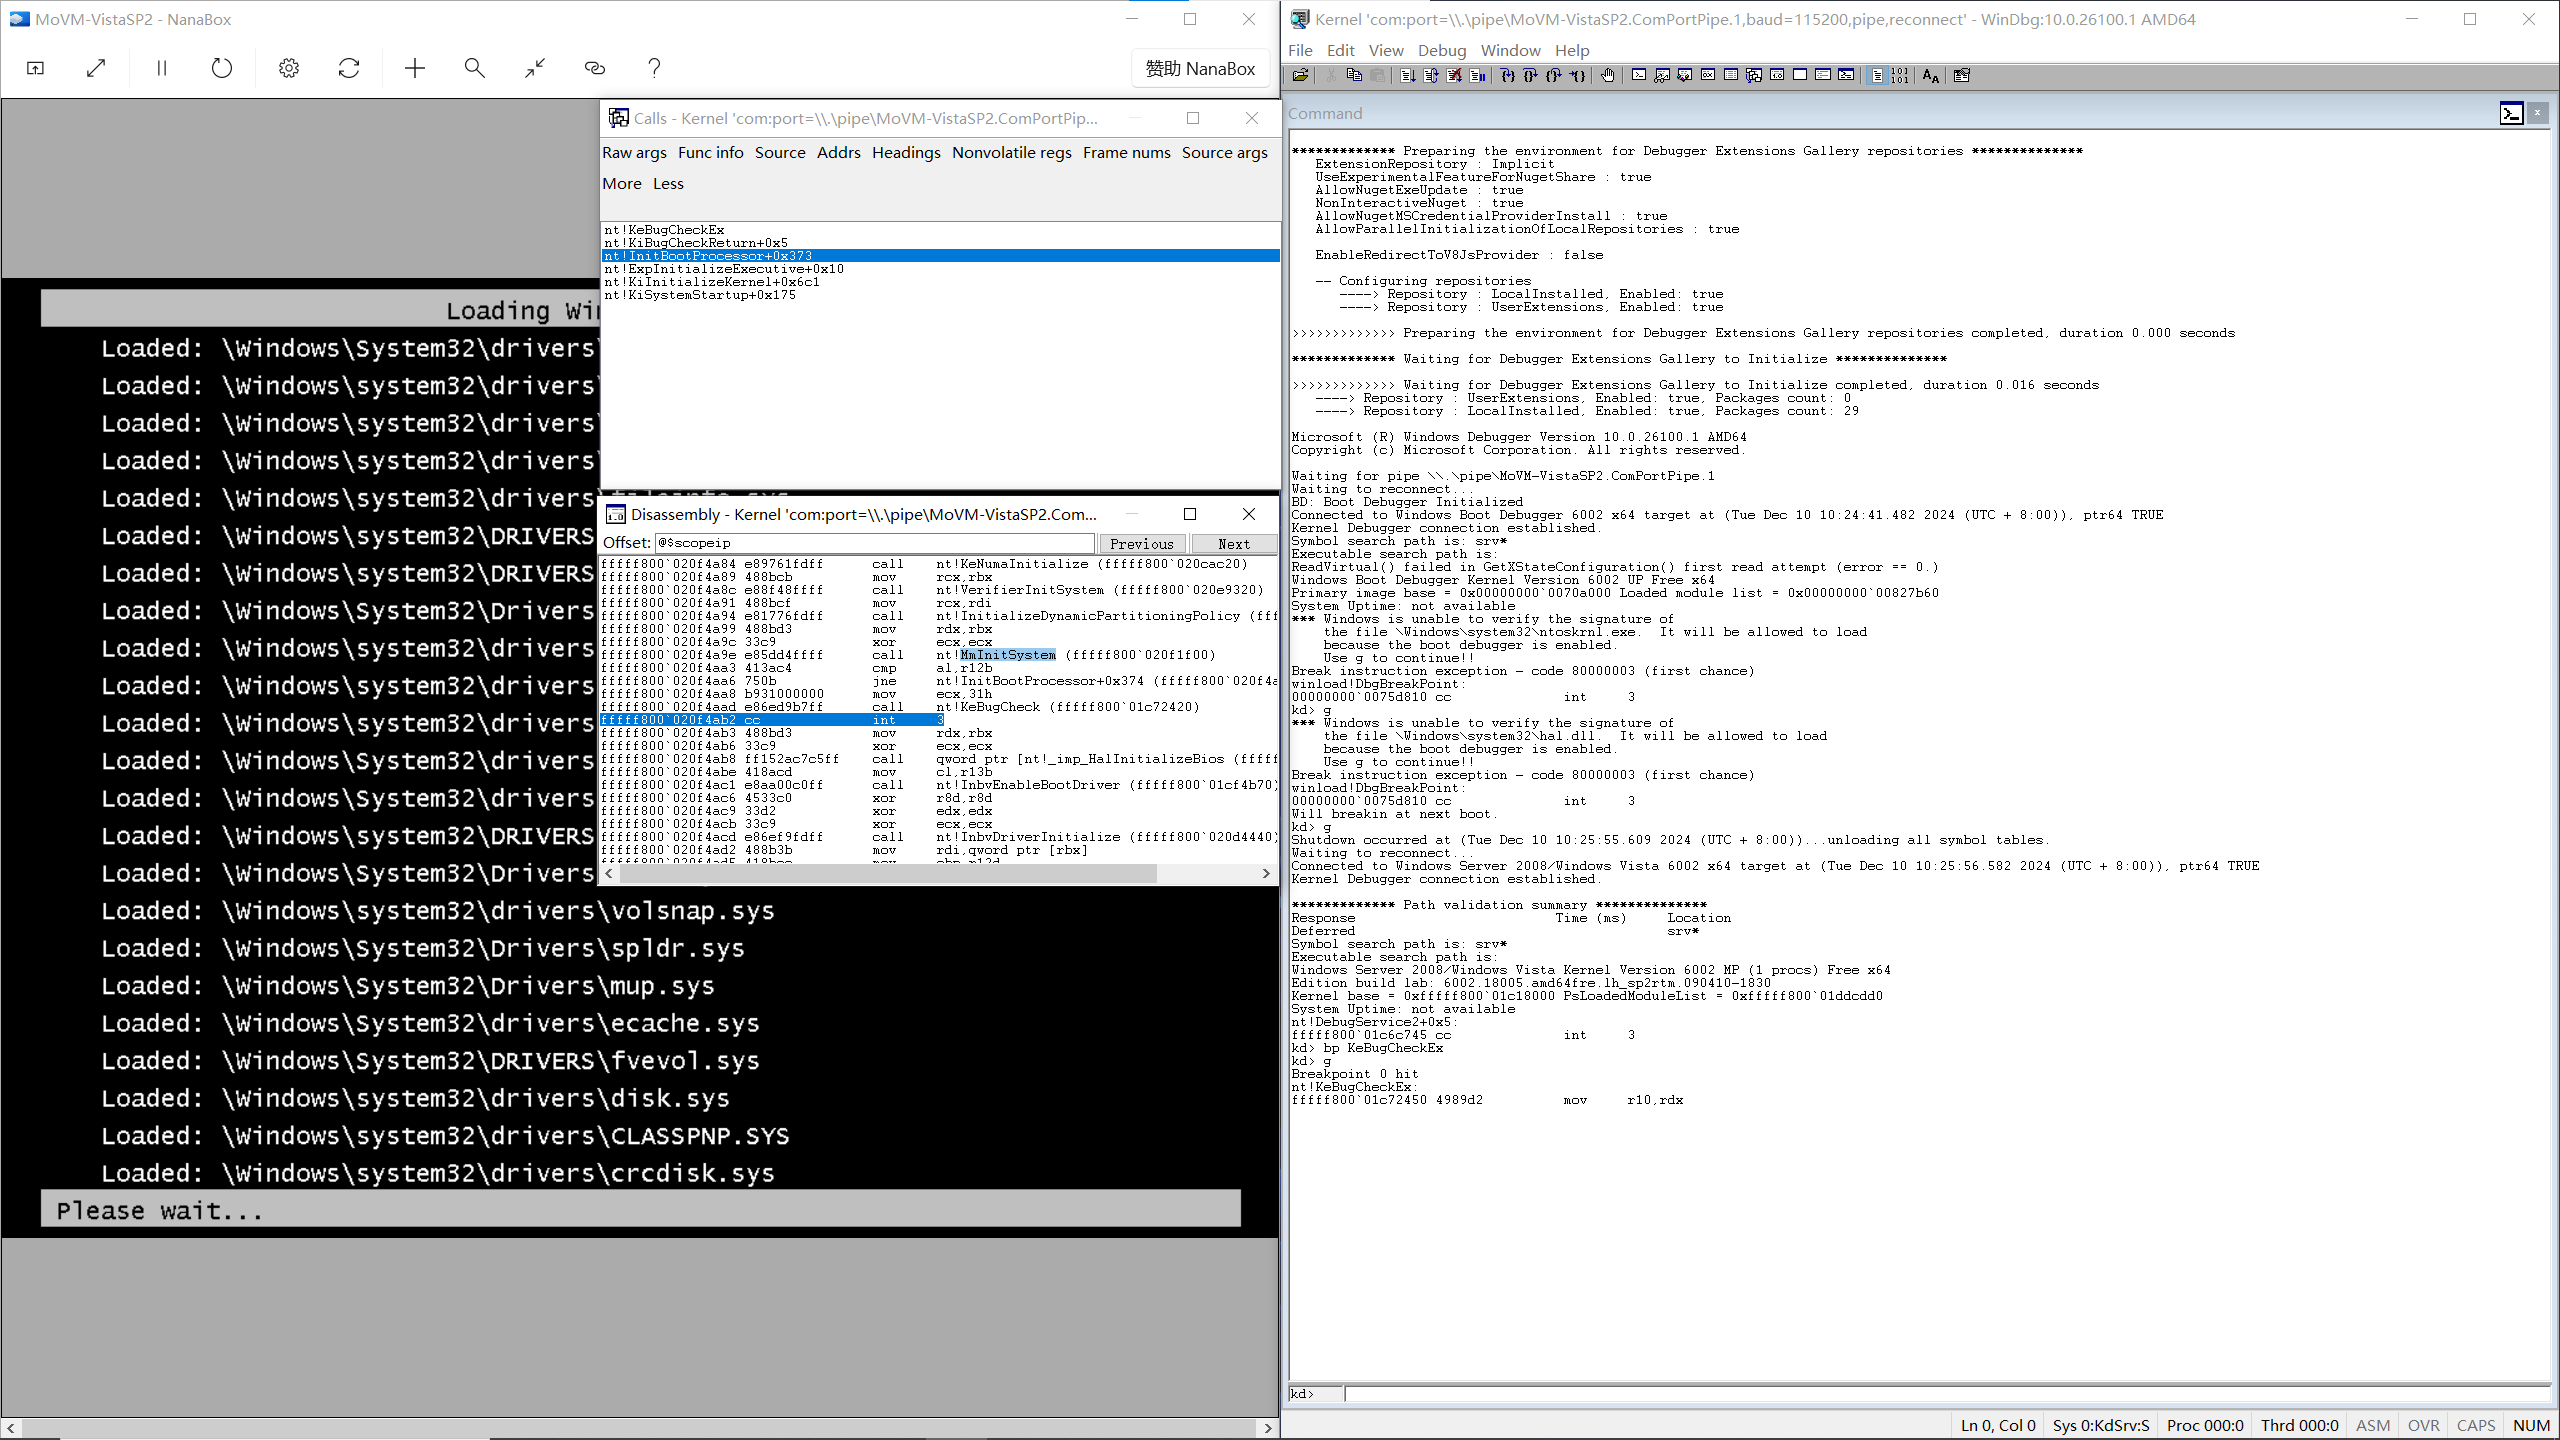 MoVM-VistaSP2 - NanaBox
赞助 NanaBox
Loading Wi
Loaded: \Windows\System32\drivers\
Loaded: \Windows\system32\drivers\
Loaded: \Windows\system32\drivers\
Loaded: \Windows\system32\drivers\
Loaded: \Windows\system32\drivers\
Loaded: \Windows\system32\DRIVERS
Loaded: \Windows\system32\DRIVERS
Loaded: \Windows\System32\drivers
Loaded: \Windows\system32\drivers
Loaded: \Windows\system32\drivers
Loaded: \Windows\system32\drivers
Loaded: \Windows\System32\drivers
Loaded: \Windows\system32\drivers
Loaded: \Windows\system32\DRIVERS
Loaded: \Windows\System32\Drivers
Loaded: \Windows\system32\drivers\volsnap.sys
Loaded: \Windows\System32\Drivers\spldr.sys
Loaded: \Windows\System32\Drivers\mup.sys
Loaded: \Windows\System32\drivers\ecache.sys
Loaded: \Windows\System32\DRIVERS\fvevol.sys
Loaded: \Windows\system32\drivers\disk.sys
Loaded: \Windows\system32\drivers\CLASSPNP.SYS
Loaded: \Windows\system32\drivers\crcdisk.sys
Please wait...
Calls - Kernel 'com:port=\\.\pipe\MoVM-VistaSP2.ComPortPip...
Raw args Func info Source Addrs Headings Nonvolatile regs Frame nums Source args
More Less
nt!KeBugCheckEx
nt!KiBugCheckReturn+0x5
nt!InitBootProcessor+0x373
nt!ExpInitializeExecutive+0x10
nt!KiInitializeKernel+0x6c1
nt!KiSystemStartup+0x175
Disassembly - Kernel 'com:port=\\.\pipe\MoVM-VistaSP2.Com...
Offset: @$scopeip Previous Next
fffff800`020f4a84 e89761fdff call nt!KeNumaInitialize (fffff800`020cac20)
fffff800`020f4a89 488bcb mov rcx,rbx
fffff800`020f4a8c e88f48ffff call nt!VerifierInitSystem (fffff800`020e9320)
fffff800`020f4a91 488bcf mov rcx,rdi
fffff800`020f4a94 e81776fdff call nt!InitializeDynamicPartitioningPolicy (fff
fffff800`020f4a99 488bd3 mov rdx,rbx
fffff800`020f4a9c 33c9 xor ecx,ecx
fffff800`020f4a9e e85dd4ffff call nt!MmInitSystem (fffff800`020f1f00)
fffff800`020f4aa3 413ac4 cmp al,r12b
fffff800`020f4aa6 750b jne nt!InitBootProcessor+0x374 (fffff800`020f4a
fffff800`020f4aa8 b931000000 mov ecx,31h
fffff800`020f4aad e86ed9b7ff call nt!KeBugCheck (fffff800`01c72420)
fffff800`020f4ab2 cc int 3
fffff800`020f4ab3 488bd3 mov rdx,rbx
fffff800`020f4ab6 33c9 xor ecx,ecx
fffff800`020f4ab8 ff152ac7c5ff call qword ptr [nt!_imp_HalInitializeBios (fffff
fffff800`020f4abe 418acd mov cl,r13b
fffff800`020f4ac1 e8aa00c0ff call nt!InbvEnableBootDriver (fffff800`01cf4b70)
fffff800`020f4ac6 4533c0 xor r8d,r8d
fffff800`020f4ac9 33d2 xor edx,edx
fffff800`020f4acb 33c9 xor ecx,ecx
fffff800`020f4acd e86ef9fdff call nt!InbvDriverInitialize (fffff800`020d4440)
fffff800`020f4ad2 488b3b mov rdi,qword ptr [rbx]
Kernel 'com:port=\\.\pipe\MoVM-VistaSP2.ComPortPipe.1,baud=115200,pipe,reconnect' - WinDbg:10.0.26100.1 AMD64
File Edit View Debug Window Help
Command
************* Preparing the environment for Debugger Extensions Gallery repositories **************
ExtensionRepository : Implicit
UseExperimentalFeatureForNugetShare : true
AllowNugetExeUpdate : true
NonInteractiveNuget : true
AllowNugetMSCredentialProviderInstall : true
AllowParallelInitializationOfLocalRepositories : true
EnableRedirectToV8JsProvider : false
-- Configuring repositories
----> Repository : LocalInstalled, Enabled: true
----> Repository : UserExtensions, Enabled: true
>>>>>>>>>>>>> Preparing the environment for Debugger Extensions Gallery repositories completed, duration 0.000 seconds
************* Waiting for Debugger Extensions Gallery to Initialize **************
>>>>>>>>>>>>> Waiting for Debugger Extensions Gallery to Initialize completed, duration 0.016 seconds
----> Repository : UserExtensions, Enabled: true, Packages count: 0
----> Repository : LocalInstalled, Enabled: true, Packages count: 29
Microsoft (R) Windows Debugger Version 10.0.26100.1 AMD64
Copyright (c) Microsoft Corporation. All rights reserved.
Waiting for pipe \\.\pipe\MoVM-VistaSP2.ComPortPipe.1
Waiting to reconnect...
BD: Boot Debugger Initialized
Connected to Windows Boot Debugger 6002 x64 target at (Tue Dec 10 10:24:41.482 2024 (UTC + 8:00)), ptr64 TRUE
Kernel Debugger connection established.
Symbol search path is: srv*
Executable search path is:
ReadVirtual() failed in GetXStateConfiguration() first read attempt (error == 0.)
Windows Boot Debugger Kernel Version 6002 UP Free x64
Primary image base = 0x00000000`0070a000 Loaded module list = 0x00000000`00827b60
System Uptime: not available
*** Windows is unable to verify the signature of
the file \Windows\system32\ntoskrnl.exe. It will be allowed to load
because the boot debugger is enabled.
Use g to continue!!
Break instruction exception - code 80000003 (first chance)
winload!DbgBreakPoint:
00000000`0075d810 cc int 3
kd> g
*** Windows is unable to verify the signature of
the file \Windows\system32\hal.dll. It will be allowed to load
because the boot debugger is enabled.
Use g to continue!!
Break instruction exception - code 80000003 (first chance)
winload!DbgBreakPoint:
00000000`0075d810 cc int 3
Will breakin at next boot.
kd> g
Shutdown occurred at (Tue Dec 10 10:25:55.609 2024 (UTC + 8:00))...unloading all symbol tables.
Waiting to reconnect...
Connected to Windows Server 2008/Windows Vista 6002 x64 target at (Tue Dec 10 10:25:56.582 2024 (UTC + 8:00)), ptr64 TRUE
Kernel Debugger connection established.
************* Path validation summary **************
Response Time (ms) Location
Deferred srv*
Symbol search path is: srv*
Executable search path is:
Windows Server 2008/Windows Vista Kernel Version 6002 MP (1 procs) Free x64
Edition build lab: 6002.18005.amd64fre.lh_sp2rtm.090410-1830
Kernel base = 0xfffff800`01c18000 PsLoadedModuleList = 0xfffff800`01ddcdd0
System Uptime: not available
nt!DebugService2+0x5:
fffff800`01c6c745 cc int 3
kd> bp KeBugCheckEx
kd> g
Breakpoint 0 hit
nt!KeBugCheckEx:
fffff800`01c72450 4989d2 mov r10,rdx
kd>
Ln 0, Col 0 Sys 0:KdSrv:S Proc 000:0 Thrd 000:0 ASM OVR CAPS NUM